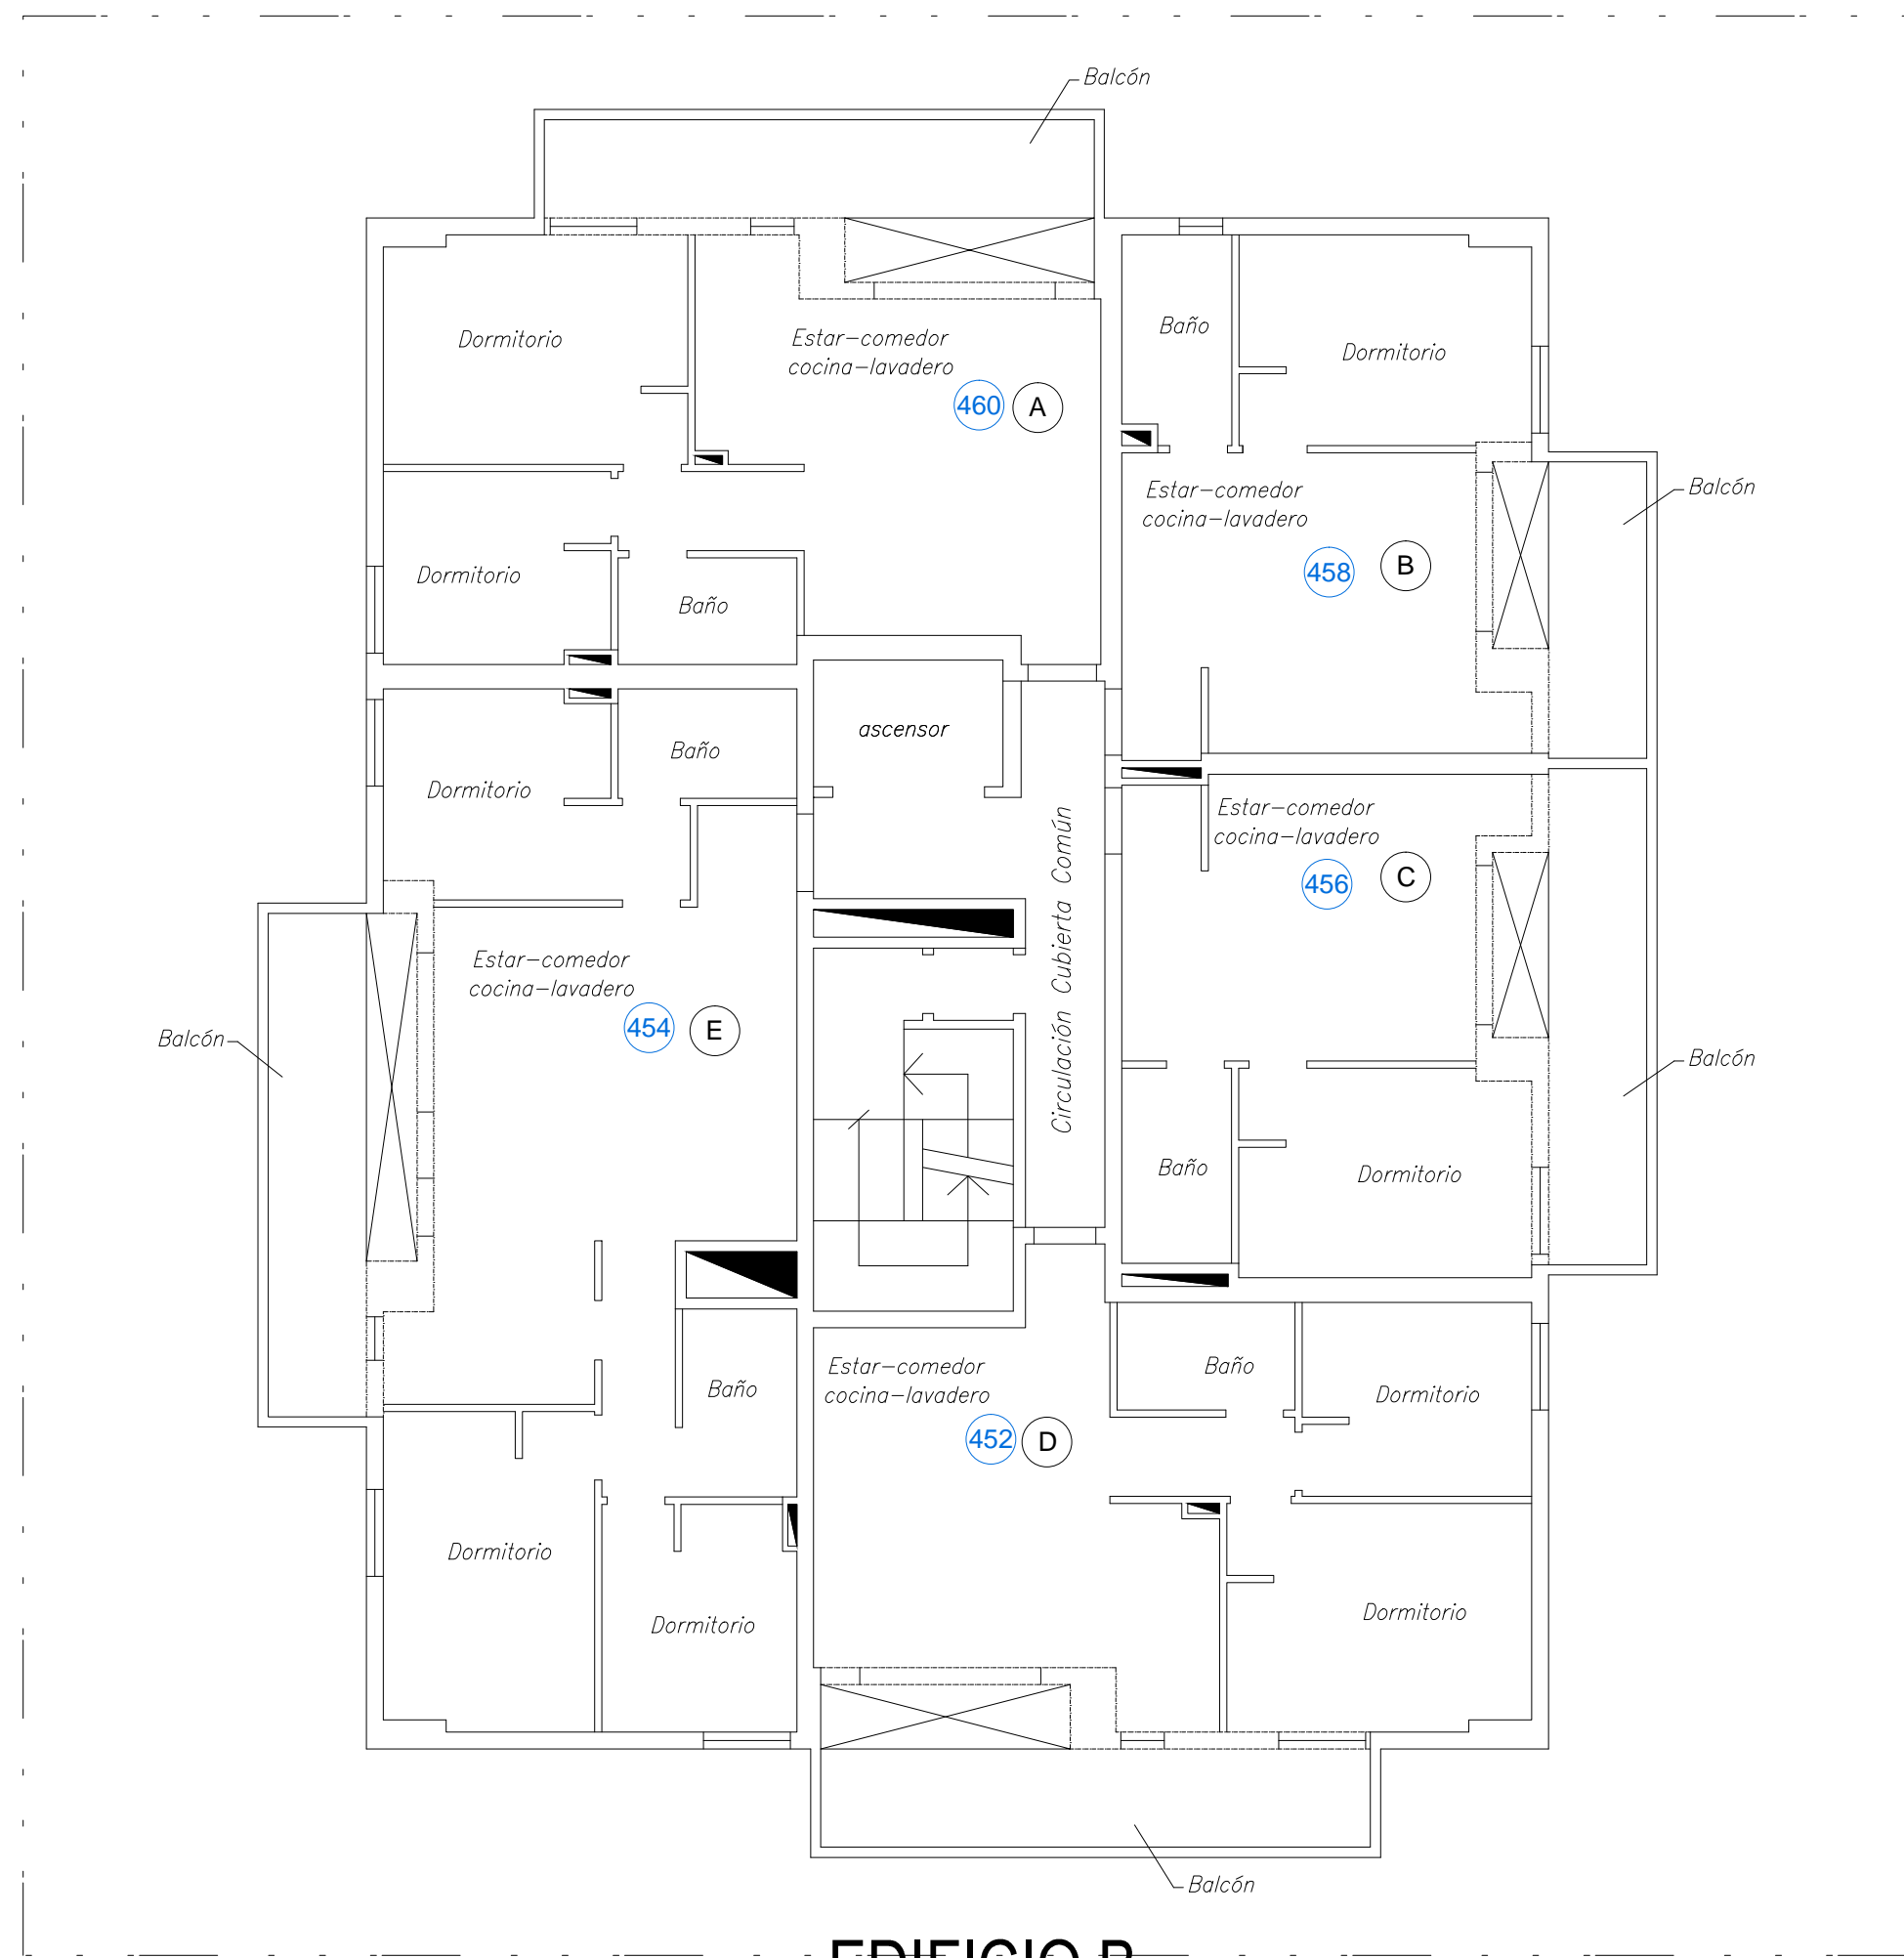 Balcón
Dormitorio
Estar-comedor
cocina-lavadero
460 A
Baño
Dormitorio
Estar-comedor
cocina-lavadero
458 B
Balcón
Dormitorio
Baño
ascensor
Baño
Dormitorio
Estar-comedor
cocina-lavadero
456 C
Circulación Cubierta Común
Estar-comedor
cocina-lavadero
454 E
Balcón
Balcón
Baño
Dormitorio
Estar-comedor
cocina-lavadero
452 D
Baño
Baño
Dormitorio
Dormitorio
Dormitorio
Dormitorio
Balcón
EDIFICIO B